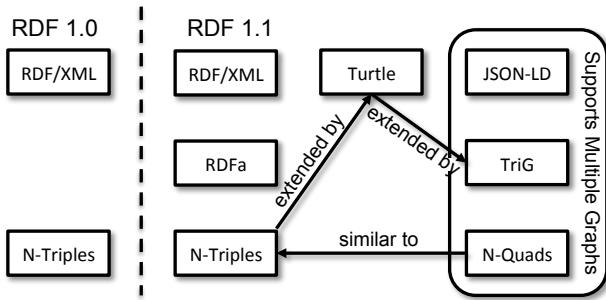 RDF 1.0
RDF 1.1
RDF/XML
RDF/XML
Turtle
JSON-LD
RDFa
TriG
N-Triples
N-Triples
N-Quads
extended by
extended by
similar to
Supports Multiple Graphs